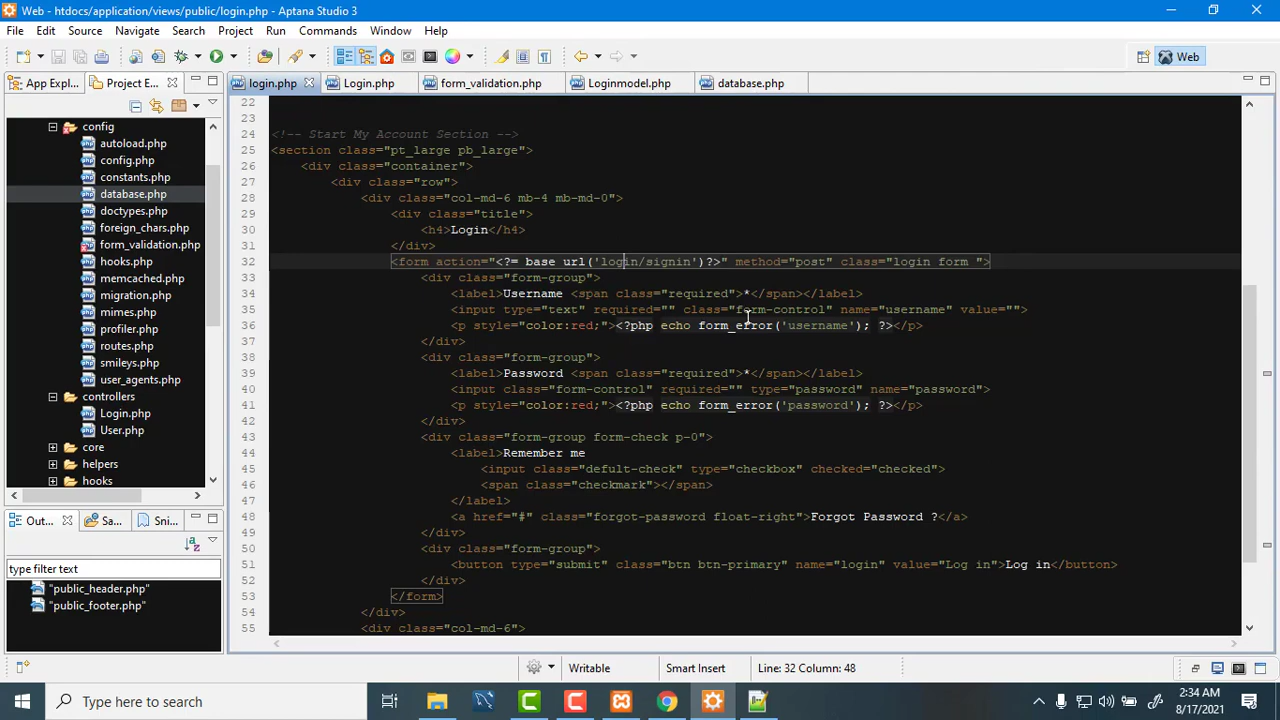 Web - htdocs/application/views/public/login.php - Aptana Studio 3
File Edit Source Navigate Search Project Run Commands Window Help
Web
App Expl... Project E...
login.php Login.php form_validation.php Loginmodel.php database.php
config
autoload.php
config.php
constants.php
database.php
doctypes.php
foreign_chars.php
form_validation.php
hooks.php
memcached.php
migration.php
mimes.php
profiler.php
routes.php
smileys.php
user_agents.php
controllers
Login.php
User.php
core
helpers
hooks
22
23
24 <!-- Start My Account Section -->
25 <section class="pt_large pb_large">
26 <div class="container">
27 <div class="row">
28 <div class="col-md-6 mb-4 mb-md-0">
29 <div class="title">
30 <h4>Login</h4>
31 </div>
32 <form action="<?= base url('login/signin')?>" method="post" class="login form ">
33 <div class="form-group">
34 <label>Username <span class="required">*</span></label>
35 <input type="text" required="" class="form-control" name="username" value="">
36 <p style="color:red;"><?php echo form_error('username'); ?></p>
37 </div>
38 <div class="form-group">
39 <label>Password <span class="required">*</span></label>
40 <input class="form-control" required="" type="password" name="password">
41 <p style="color:red;"><?php echo form_error('password'); ?></p>
42 </div>
43 <div class="form-group form-check p-0">
44 <label>Remember me
45 <input class="defult-check" type="checkbox" checked="checked">
46 <span class="checkmark"></span>
47 </label>
48 <a href="#" class="forgot-password float-right">Forgot Password ?</a>
49 </div>
50 <div class="form-group">
51 <button type="submit" class="btn btn-primary" name="login" value="Log in">Log in</button>
52 </div>
53 </form>
54 </div>
55 <div class="col-md-6">
Out... Sa... Sni...
type filter text
"public_header.php"
"public_footer.php"
Writable Smart Insert Line: 32 Column: 48
Type here to search
2:34 AM
8/17/2021